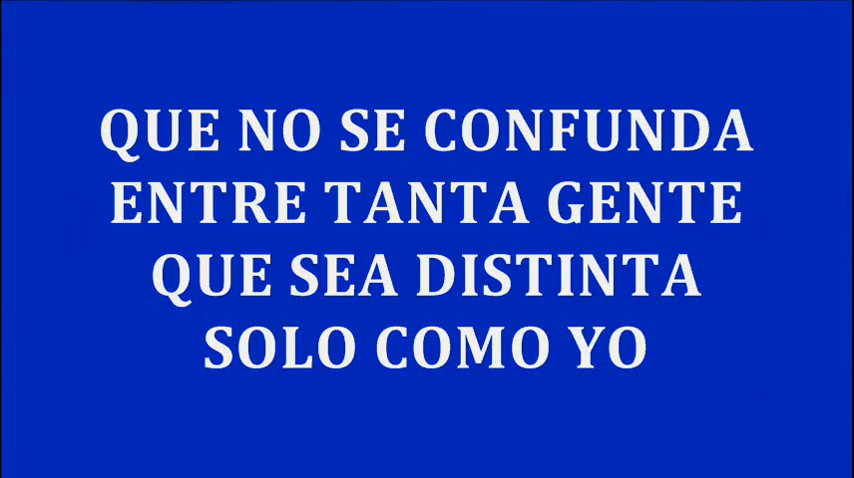 QUE NO SE CONFUNDA
ENTRE TANTA GENTE
QUE SEA DISTINTA
SOLO COMO YO